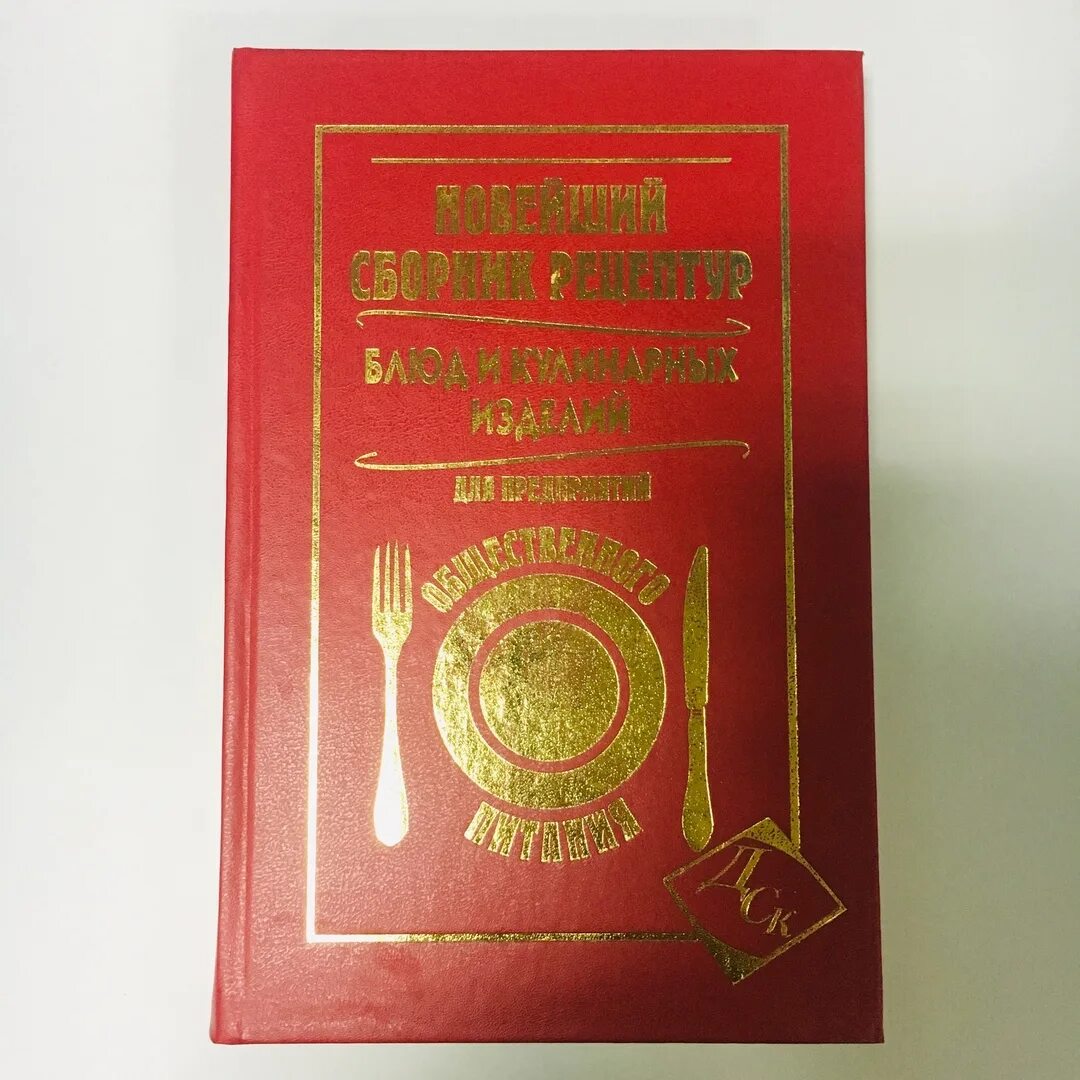 НОВЕЙШИЙ
СБОРНИК РЕЦЕПТУР
БЛЮД И КУЛИНАРНЫХ
ИЗДЕЛИЙ
ДЛЯ ПРЕДПРИЯТИЙ
ОБЩЕСТВЕННОГО
ПИТАНИЯ
ДСК